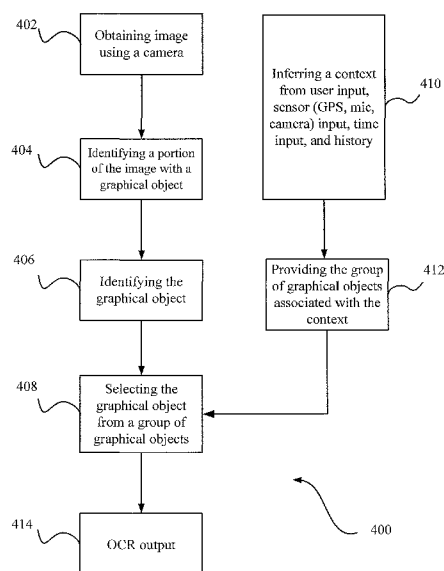 402
Obtaining image
using a camera
404
Identifying a portion
of the image with a
graphical object
406
Identifying the
graphical object
408
Selecting the
graphical object
from a group of
graphical objects
414
OCR output
Inferring a context
from user input,
sensor (GPS, mic,
camera) input, time
input, and history
410
Providing the group
of graphical objects
associated with the
context
412
400